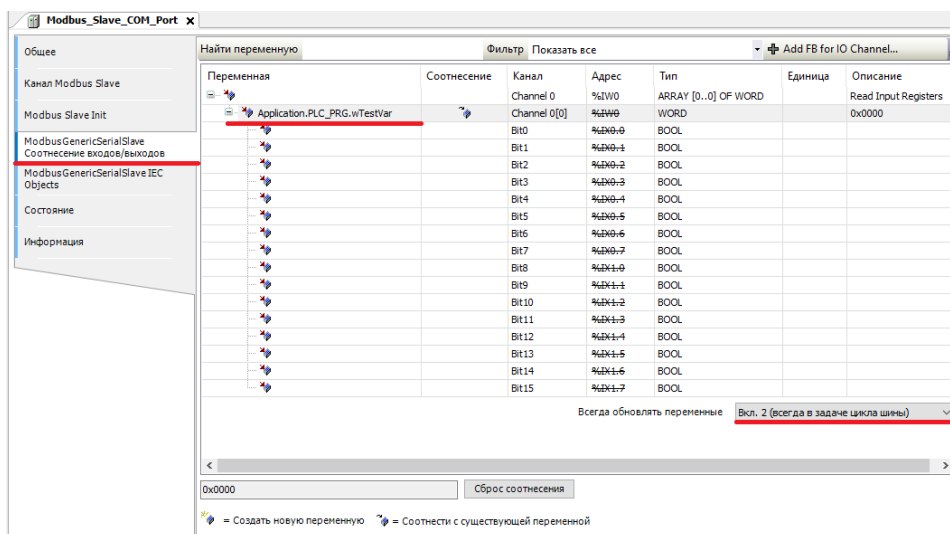 Modbus_Slave_COM_Port
Общее
Канал Modbus Slave
Modbus Slave Init
ModbusGenericSerialSlave
Соотнесение входов/выходов
ModbusGenericSerialSlave IEC
Objects
Состояние
Информация
Найти переменную Фильтр Показать все Add FB for IO Channel...
Переменная Соотнесение Канал Адрес Тип Единица Описание
Channel 0 %IW0 ARRAY [0..0] OF WORD Read Input Registers
Application.PLC_PRG.wTestVar Channel 0[0] %IW0 WORD 0x0000
Bit0 %IX0.0 BOOL
Bit1 %IX0.1 BOOL
Bit2 %IX0.2 BOOL
Bit3 %IX0.3 BOOL
Bit4 %IX0.4 BOOL
Bit5 %IX0.5 BOOL
Bit6 %IX0.6 BOOL
Bit7 %IX0.7 BOOL
Bit8 %IX1.0 BOOL
Bit9 %IX1.1 BOOL
Bit10 %IX1.2 BOOL
Bit11 %IX1.3 BOOL
Bit12 %IX1.4 BOOL
Bit13 %IX1.5 BOOL
Bit14 %IX1.6 BOOL
Bit15 %IX1.7 BOOL
Всегда обновлять переменные Вкл. 2 (всегда в задаче цикла шины)
0x0000 Сброс соотнесения
= Создать новую переменную = Соотнести с существующей переменной